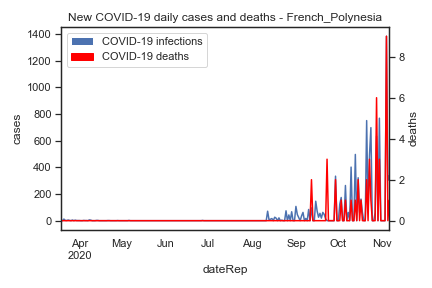 New COVID-19 daily cases and deaths - French_Polynesia
COVID-19 infections
COVID-19 deaths
1400
1200
1000
800
600
400
200
0
cases
8
6
4
2
0
deaths
Apr May Jun Jul Aug Sep Oct Nov
2020
dateRep